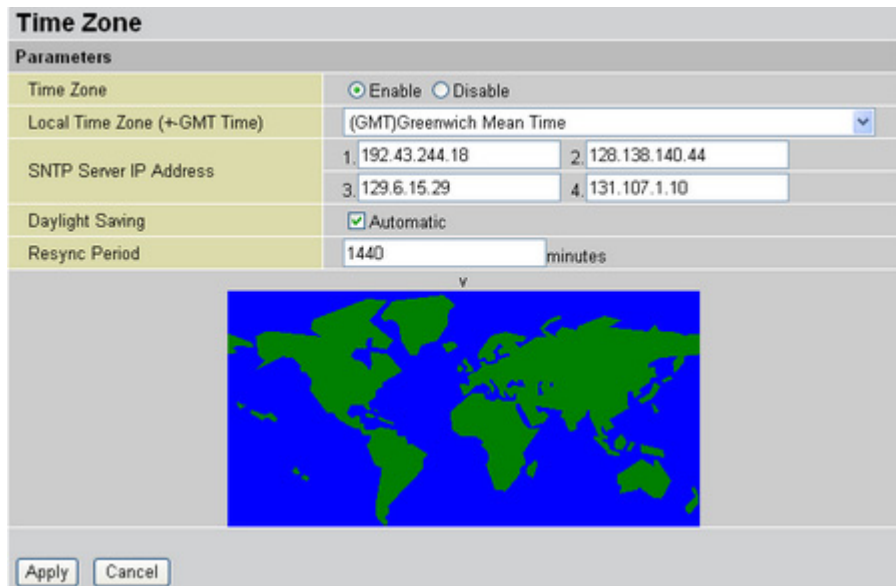 Time Zone
Parameters
Time Zone Enable Disable
Local Time Zone (+-GMT Time) (GMT)Greenwich Mean Time
SNTP Server IP Address
1. 192.43.244.18 2. 128.138.140.44
3. 129.6.15.29 4. 131.107.1.10
Daylight Saving Automatic
Resync Period 1440 minutes
v
Apply Cancel